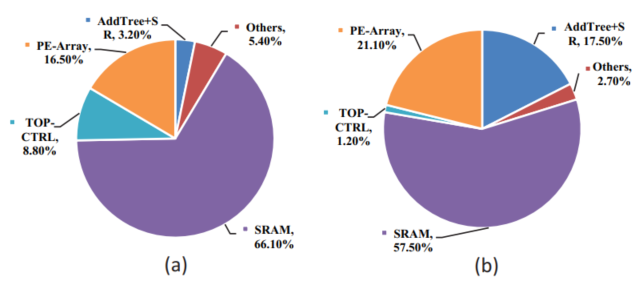 AddTree+S
R, 3.20%
Others,
5.40%
PE-Array,
16.50%
TOP-
CTRL,
8.80%
SRAM,
66.10%
(a)
AddTree+S
R, 17.50%
PE-Array,
21.10%
Others,
2.70%
TOP-
CTRL,
1.20%
SRAM,
57.50%
(b)